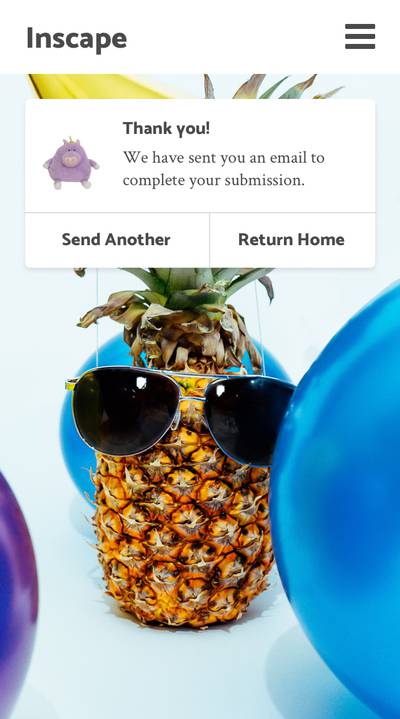 Inscape
Thank you!
We have sent you an email to
complete your submission.
Send Another
Return Home